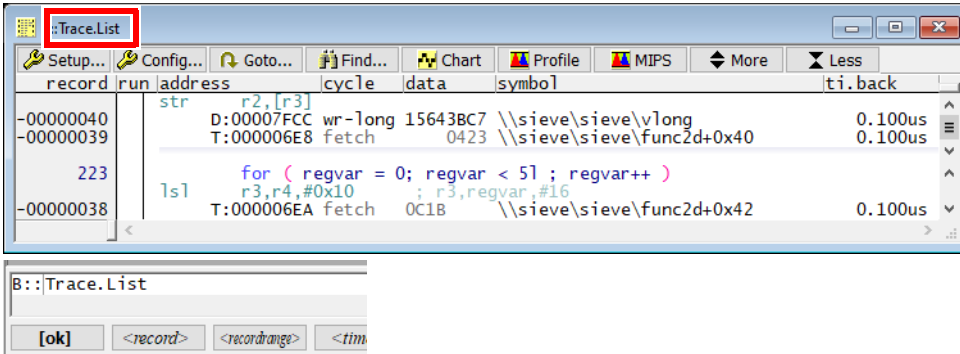 ::Trace.List
Setup... Config... Goto... Find... Chart Profile MIPS More Less
record run address cycle data symbol ti.back
str r2,[r3]
-00000040 D:00007FCC wr-long 15643BC7 \\sieve\sieve\vlong 0.100us
-00000039 T:000006E8 fetch 0423 \\sieve\sieve\func2d+0x40 0.100us
223 for ( regvar = 0; regvar < 5l ; regvar++ )
lsl r3,r4,#0x10 ; r3,regvar,#16
-00000038 T:000006EA fetch 0C1B \\sieve\sieve\func2d+0x42 0.100us
B::Trace.List
[ok] <record> <recordrange> <tim